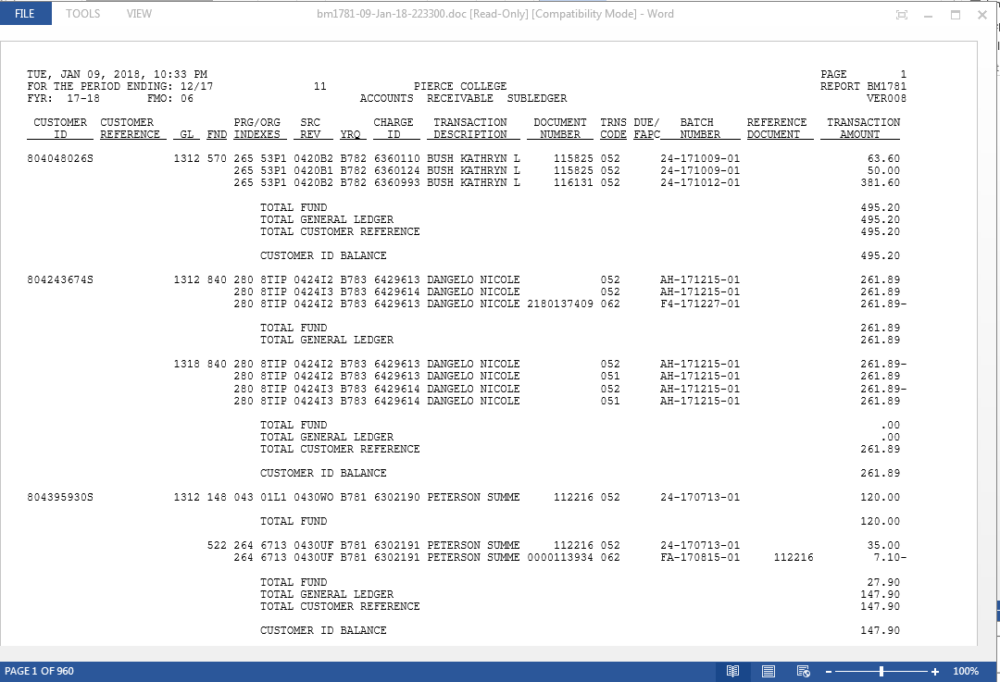 FILE TOOLS VIEW bm1781-09-Jan-18-223300.doc [Read-Only] [Compatibility Mode] - Word
TUE, JAN 09, 2018, 10:33 PM PAGE 1
FOR THE PERIOD ENDING: 12/17 11 PIERCE COLLEGE REPORT BM1781
FYR: 17-18 FMO: 06 ACCOUNTS RECEIVABLE SUBLEDGER VER008
CUSTOMER CUSTOMER PRG/ORG SRC CHARGE TRANSACTION DOCUMENT TRNS DUE/ BATCH REFERENCE TRANSACTION
ID REFERENCE GL FND INDEXES REV YRQ ID DESCRIPTION NUMBER CODE FAPC NUMBER DOCUMENT AMOUNT
804048026S 1312 570 265 53P1 0420B2 B782 6360110 BUSH KATHRYN L 115825 052 24-171009-01 63.60
265 53P1 0420B1 B782 6360124 BUSH KATHRYN L 115825 052 24-171009-01 50.00
265 53P1 0420B2 B782 6360993 BUSH KATHRYN L 116131 052 24-171012-01 381.60
TOTAL FUND 495.20
TOTAL GENERAL LEDGER 495.20
TOTAL CUSTOMER REFERENCE 495.20
CUSTOMER ID BALANCE 495.20
804243674S 1312 840 280 8TIP 0424I2 B783 6429613 DANGELO NICOLE 052 AH-171215-01 261.89
280 8TIP 0424I3 B783 6429614 DANGELO NICOLE 052 AH-171215-01 261.89
280 8TIP 0424I2 B783 6429613 DANGELO NICOLE 2180137409 062 F4-171227-01 261.89-
TOTAL FUND 261.89
TOTAL GENERAL LEDGER 261.89
1318 840 280 8TIP 0424I2 B783 6429613 DANGELO NICOLE 052 AH-171215-01 261.89-
280 8TIP 0424I2 B783 6429613 DANGELO NICOLE 051 AH-171215-01 261.89
280 8TIP 0424I3 B783 6429614 DANGELO NICOLE 052 AH-171215-01 261.89-
280 8TIP 0424I3 B783 6429614 DANGELO NICOLE 051 AH-171215-01 261.89
TOTAL FUND .00
TOTAL GENERAL LEDGER .00
TOTAL CUSTOMER REFERENCE 261.89
CUSTOMER ID BALANCE 261.89
804395930S 1312 148 043 01L1 0430WO B781 6302190 PETERSON SUMME 112216 052 24-170713-01 120.00
TOTAL FUND 120.00
522 264 6713 0430UF B781 6302191 PETERSON SUMME 112216 052 24-170713-01 35.00
264 6713 0430UF B781 6302191 PETERSON SUMME 0000113934 062 FA-170815-01 112216 7.10-
TOTAL FUND 27.90
TOTAL GENERAL LEDGER 147.90
TOTAL CUSTOMER REFERENCE 147.90
CUSTOMER ID BALANCE 147.90
PAGE 1 OF 960 100%